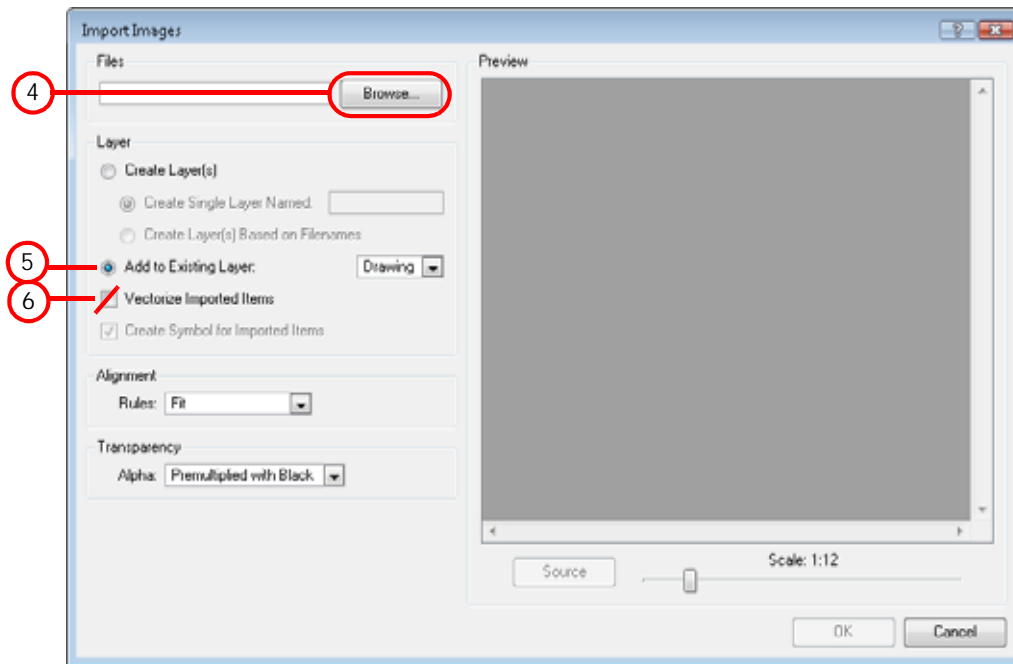 Import Images
Files
4
Browse...
Layer
Create Layer(s)
Create Single Layer Named:
Create Layer(s) Based on Filenames
5
Add to Existing Layer:
Drawing
6
Vectorize Imported Items
Create Symbol for Imported Items
Alignment
Rules: Fit
Transparency
Alpha: Premultiplied with Black
Preview
Source
Scale: 1:12
OK
Cancel